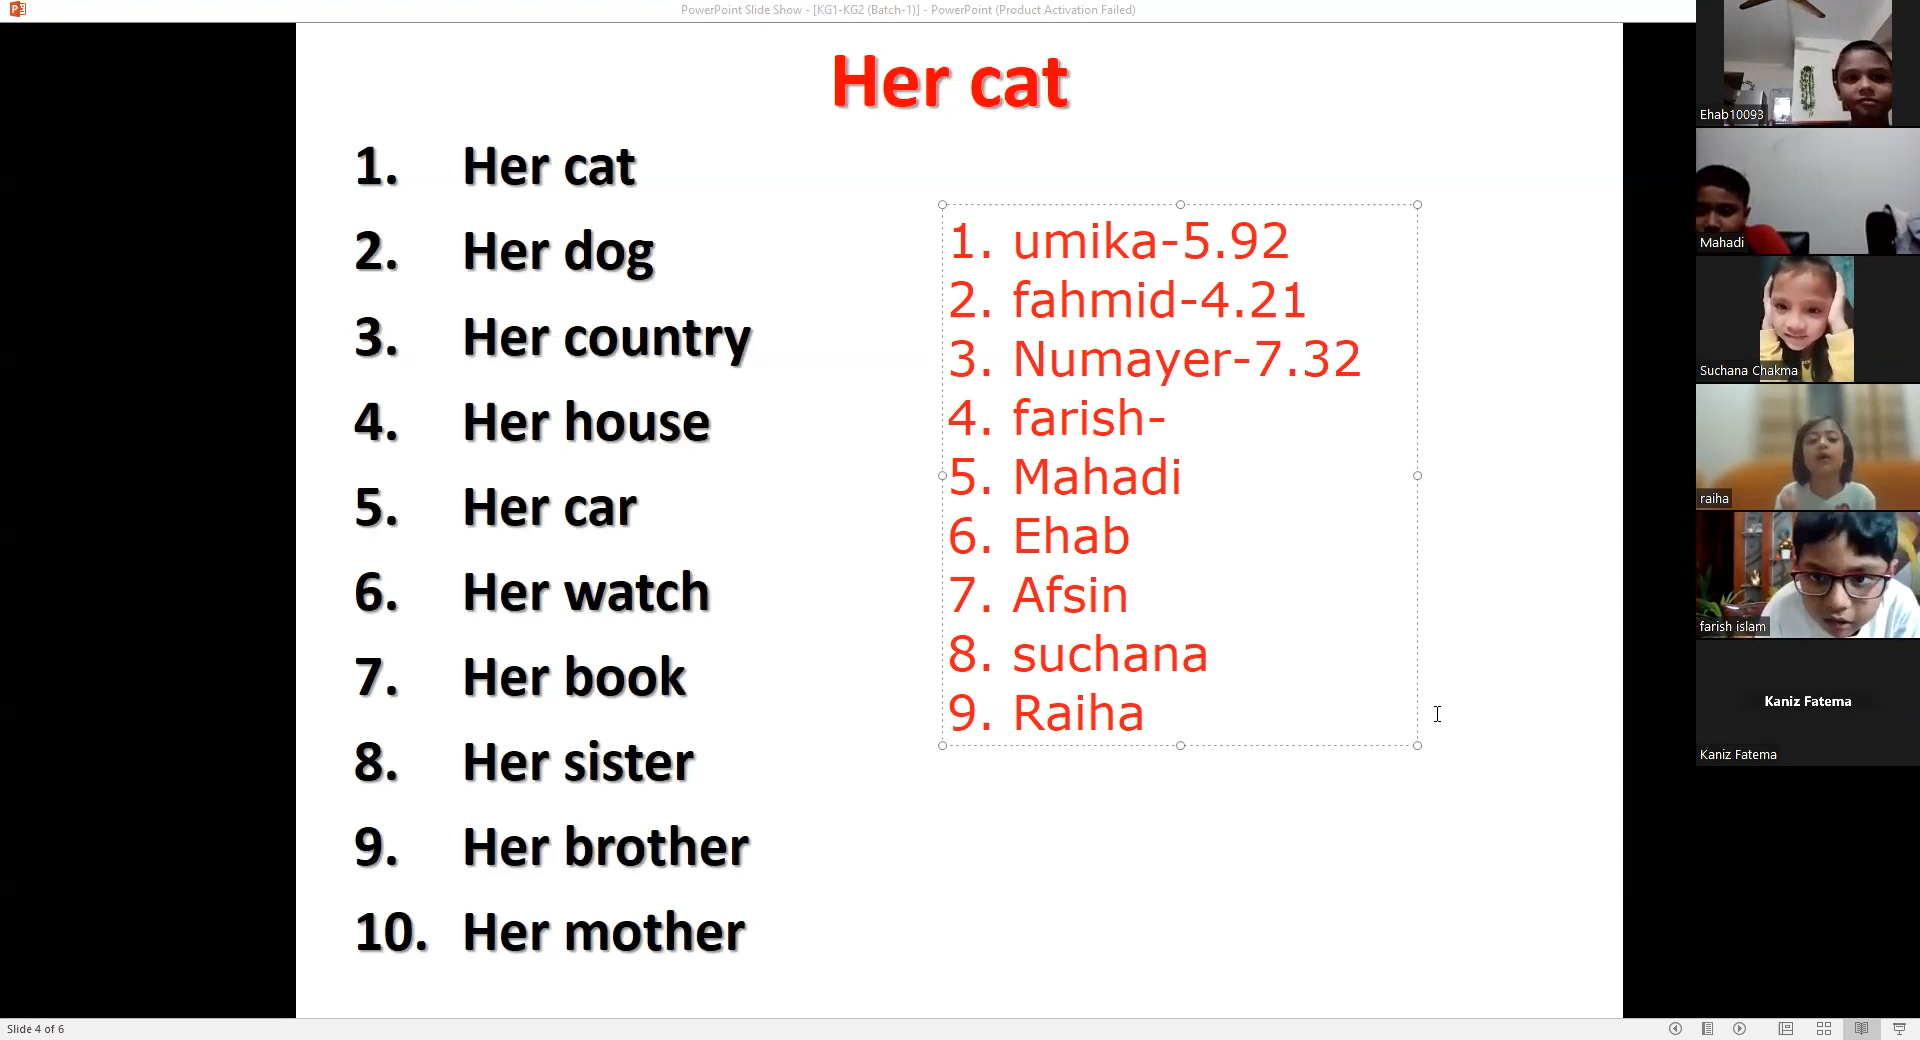 PowerPoint Slide Show - [KG1-KG2 (Batch-1)] - PowerPoint (Product Activation Failed)
Her cat
1. Her cat
2. Her dog
3. Her country
4. Her house
5. Her car
6. Her watch
7. Her book
8. Her sister
9. Her brother
10. Her mother
1. umika-5.92
2. fahmid-4.21
3. Numayer-7.32
4. farish-
5. Mahadi
6. Ehab
7. Afsin
8. suchana
9. Raiha
Ehab10093
Mahadi
Suchana Chakma
raiha
farish islam
Kaniz Fatema
Kaniz Fatema
Slide 4 of 6